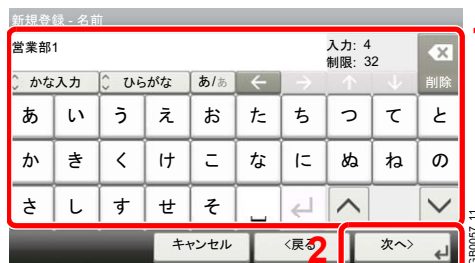 新規登録 - 名前
営業部1
入力: 4
制限: 32
かな入力 ひらがな あ/ぁ ← → ↑ ↓ 削除
あ い う え お た ち つ て と
か き く け こ な に ぬ ね の
さ し す せ そ
キャンセル <戻る 次へ>
2
GB0057_11